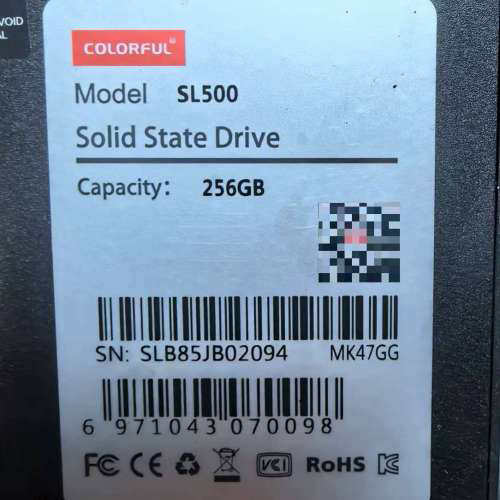 VOID
AL
COLORFUL®
Model SL500
Solid State Drive
Capacity: 256GB
SN: SLB85JB02094 MK47GG
6 971043 070098
FC CE VCI RoHS